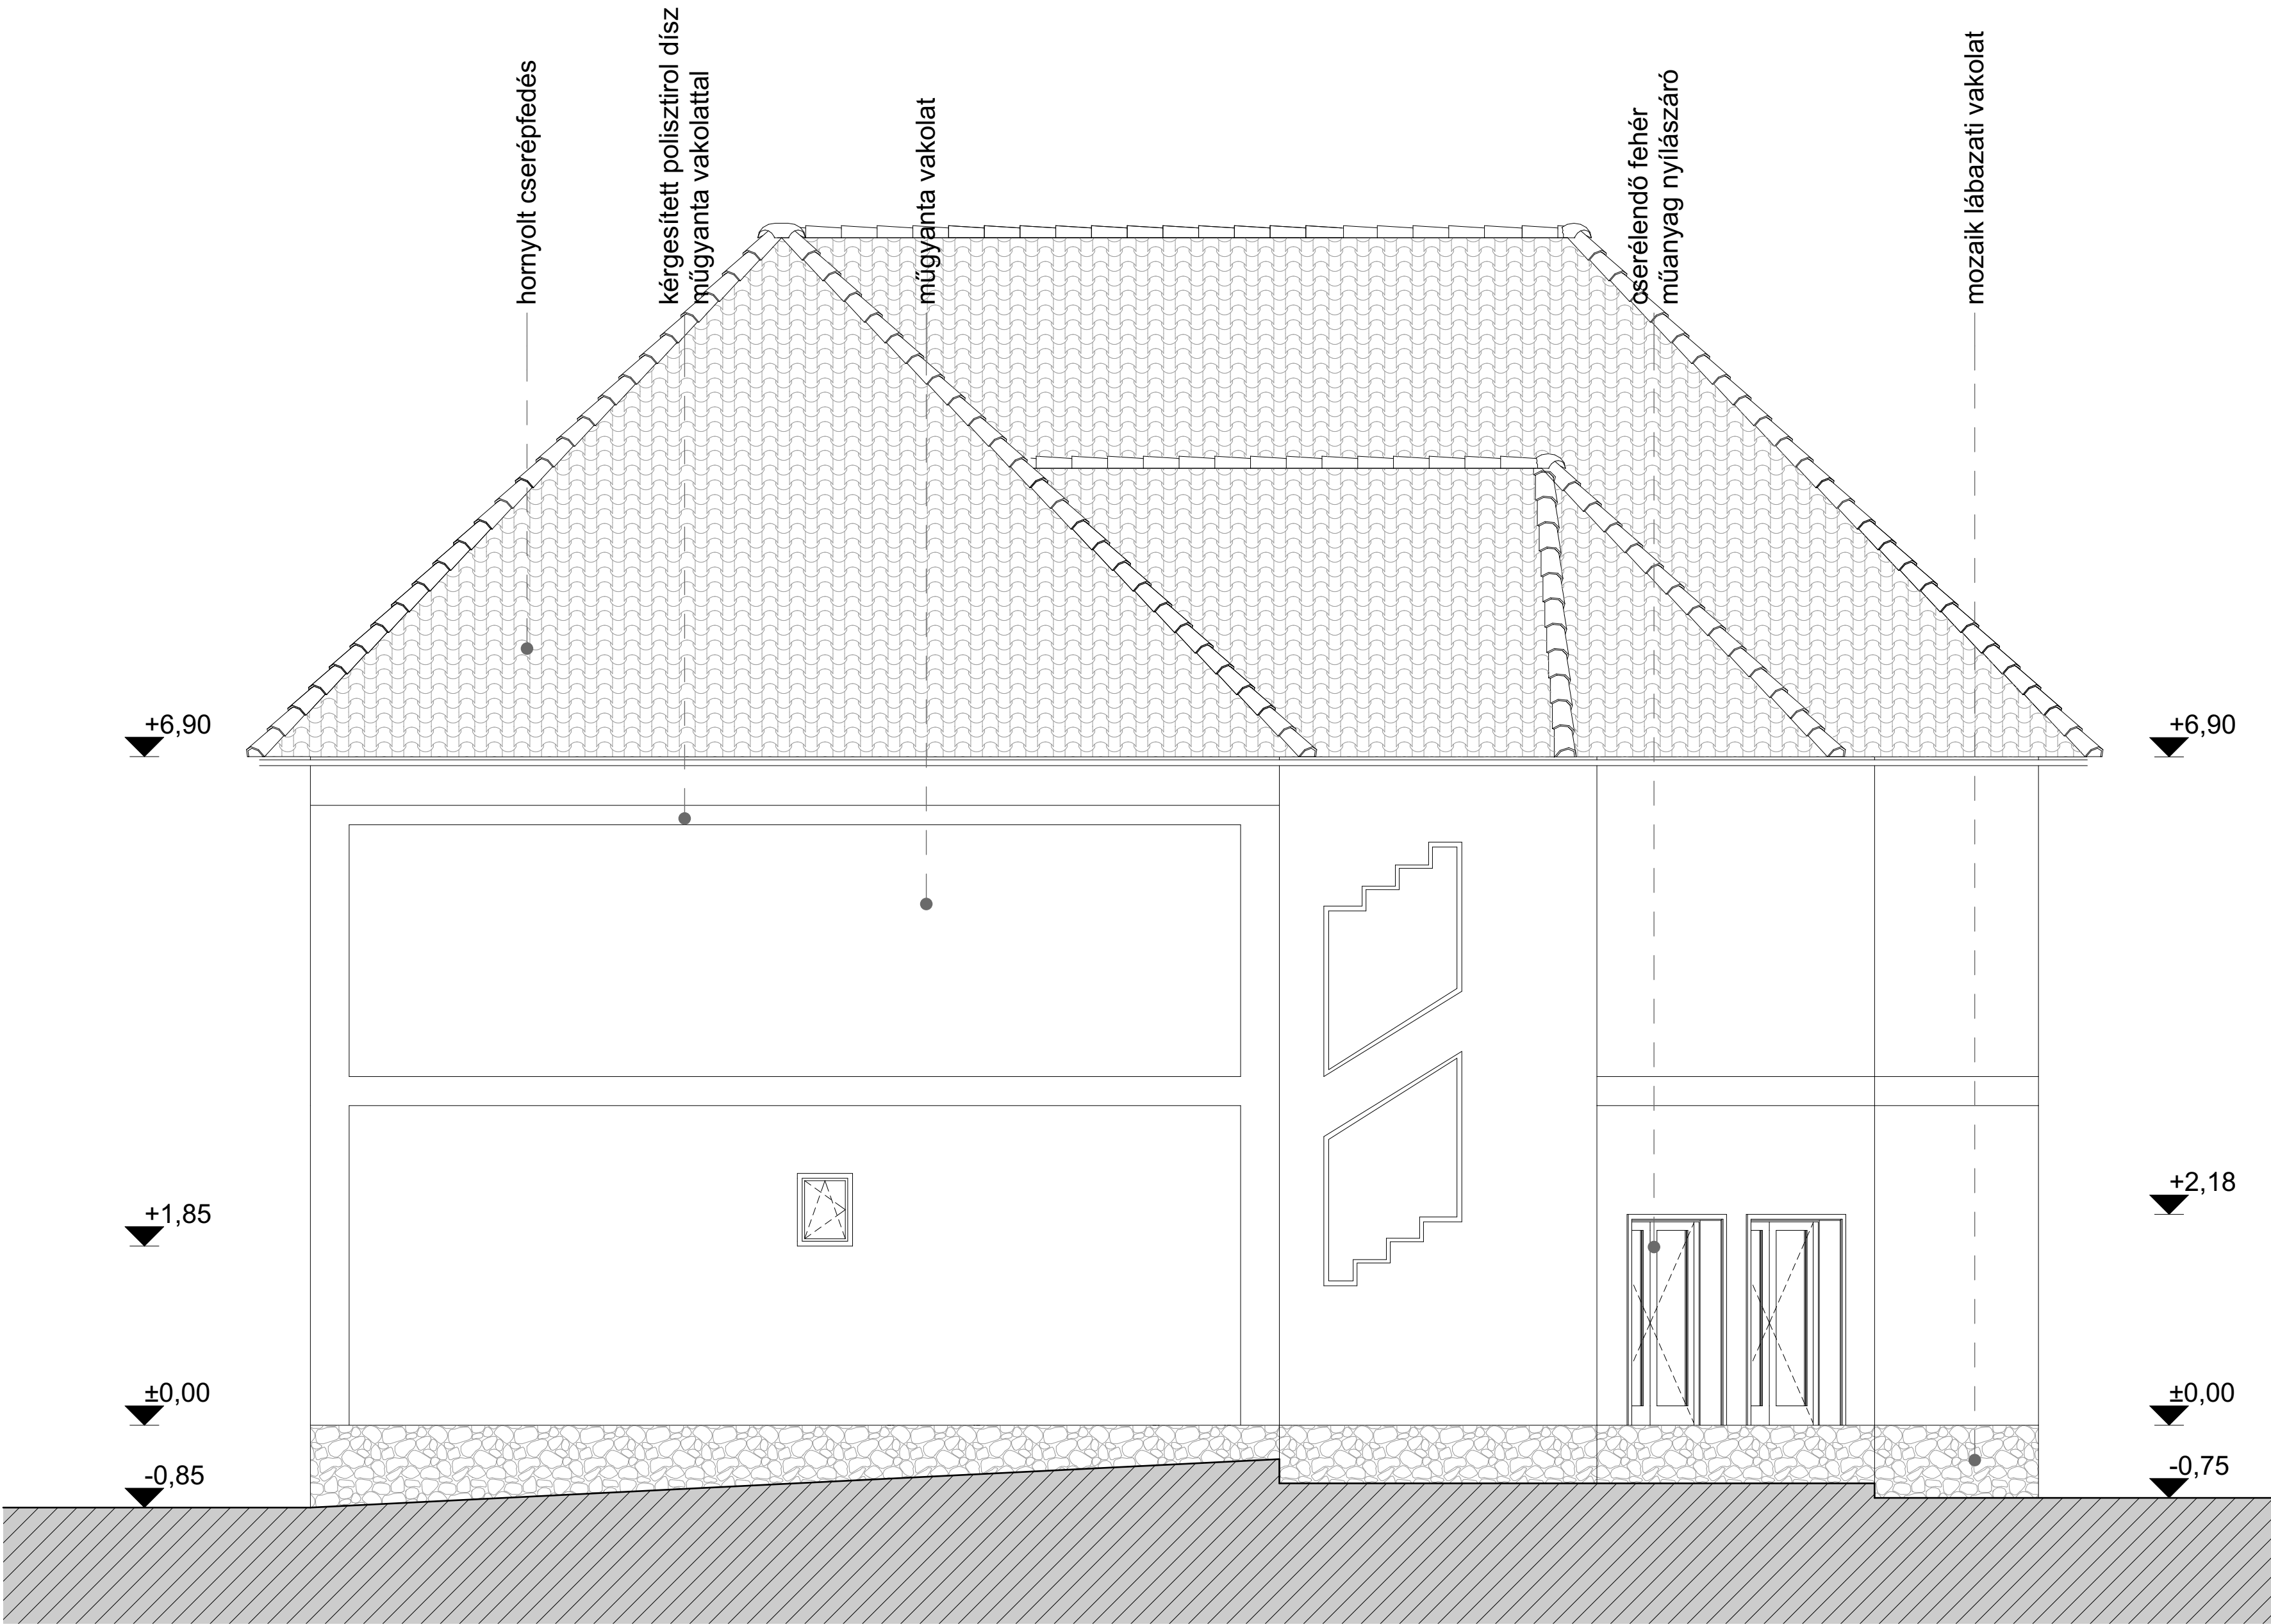 hornyolt cserépfedés
kérgesített polisztirol dísz
műgyanta vakolattal
műgyanta vakolat
cserélendő fehér
műanyag nyílászáró
mozaik lábazati vakolat
+6,90
+6,90
+1,85
+2,18
±0,00
±0,00
-0,85
-0,75